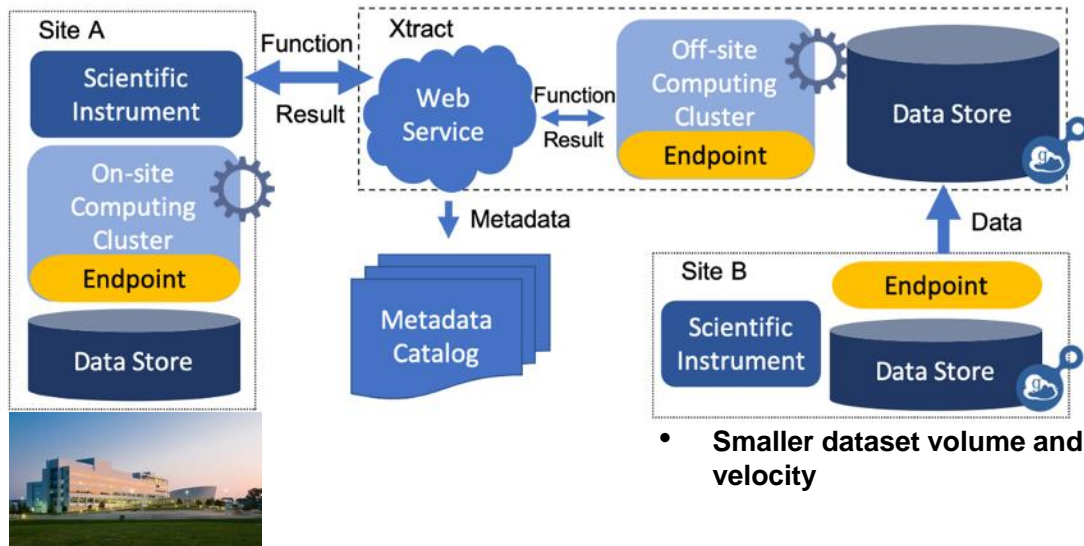 Site A
Scientific
Instrument
On-site
Computing
Cluster
Endpoint
Data Store
Function
Result
Xtract
Web
Service
Function
Result
Off-site
Computing
Cluster
Endpoint
Data Store
g
Metadata
Metadata
Catalog
Data
Site B
Endpoint
Scientific
Instrument
Data Store
g
• Smaller dataset volume and
velocity